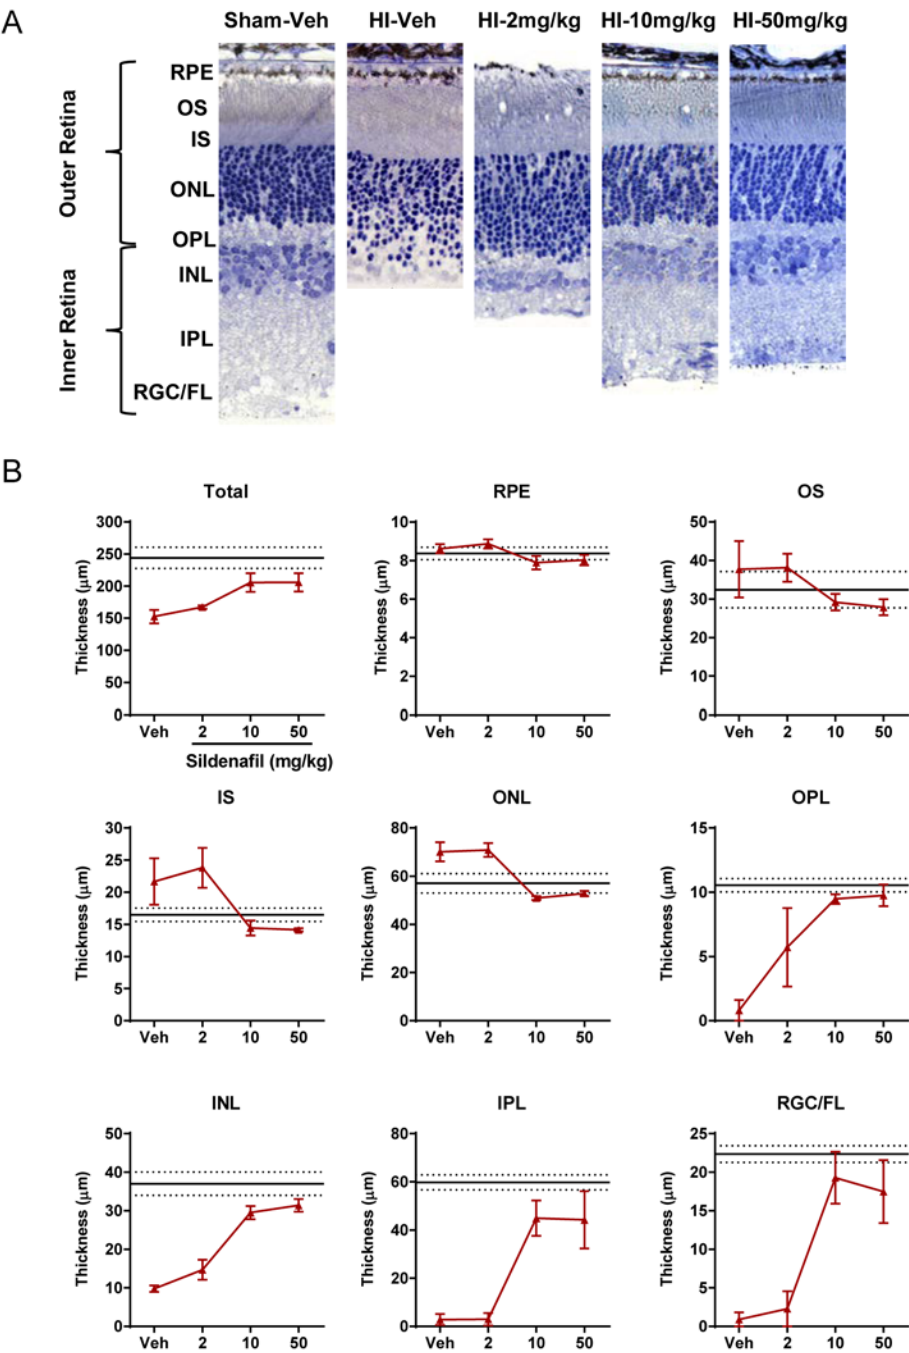 A
Sham-Veh HI-Veh HI-2mg/kg HI-10mg/kg HI-50mg/kg
Outer Retina
RPE
OS
IS
ONL
OPL
Inner Retina
INL
IPL
RGC/FL
B
Total
Thickness (μm)
300
250
200
150
100
50
0
Veh 2 10 50
Sildenafil (mg/kg)
RPE
Thickness (μm)
10
8
6
4
2
0
Veh 2 10 50
OS
Thickness (μm)
50
40
30
20
10
0
Veh 2 10 50
IS
Thickness (μm)
30
25
20
15
10
5
0
Veh 2 10 50
ONL
Thickness (μm)
80
60
40
20
0
Veh 2 10 50
OPL
Thickness (μm)
15
10
5
0
Veh 2 10 50
INL
Thickness (μm)
50
40
30
20
10
0
Veh 2 10 50
IPL
Thickness (μm)
80
60
40
20
0
Veh 2 10 50
RGC/FL
Thickness (μm)
25
20
15
10
5
0
Veh 2 10 50